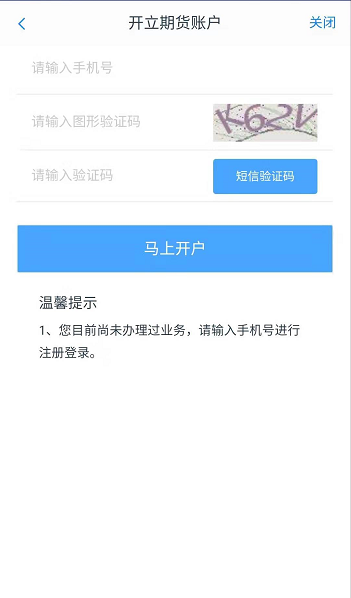 开立期货账户
关闭
请输入手机号
请输入图形验证码
K62V
请输入验证码
短信验证码
马上开户
温馨提示
1、您目前尚未办理过业务，请输入手机号进行
注册登录。